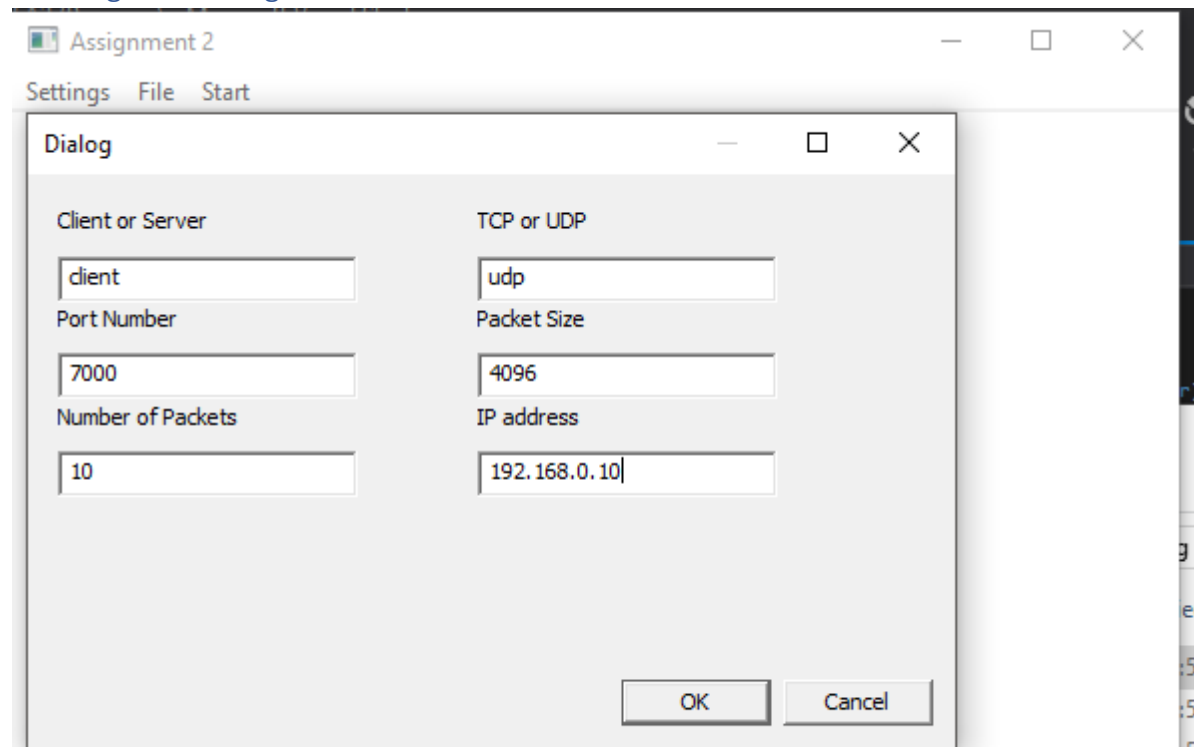 Assignment 2
Settings File Start
Dialog
Client or Server TCP or UDP
client udp
Port Number Packet Size
7000 4096
Number of Packets IP address
10 192.168.0.10
OK Cancel